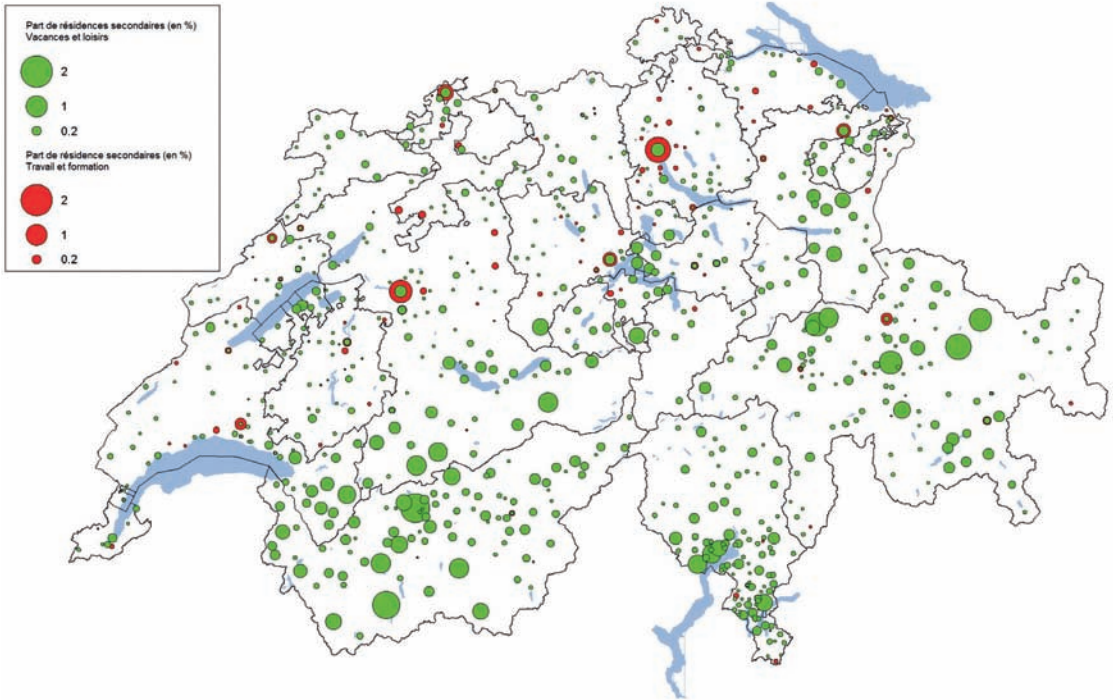 Part de résidences secondaires (en %)
Vacances et loisirs
2
1
0.2
Part de résidence secondaires (en %)
Travail et formation
2
1
0.2